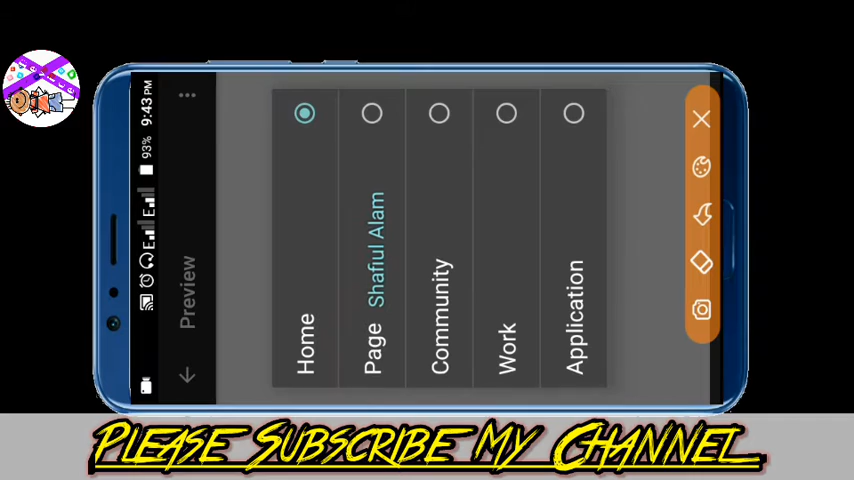 9:43 PM
93%
E
E
Preview
Home
Page Shafiul Alam
Community
Work
Application
PLEASE SUBSCRIBE MY CHANNEL